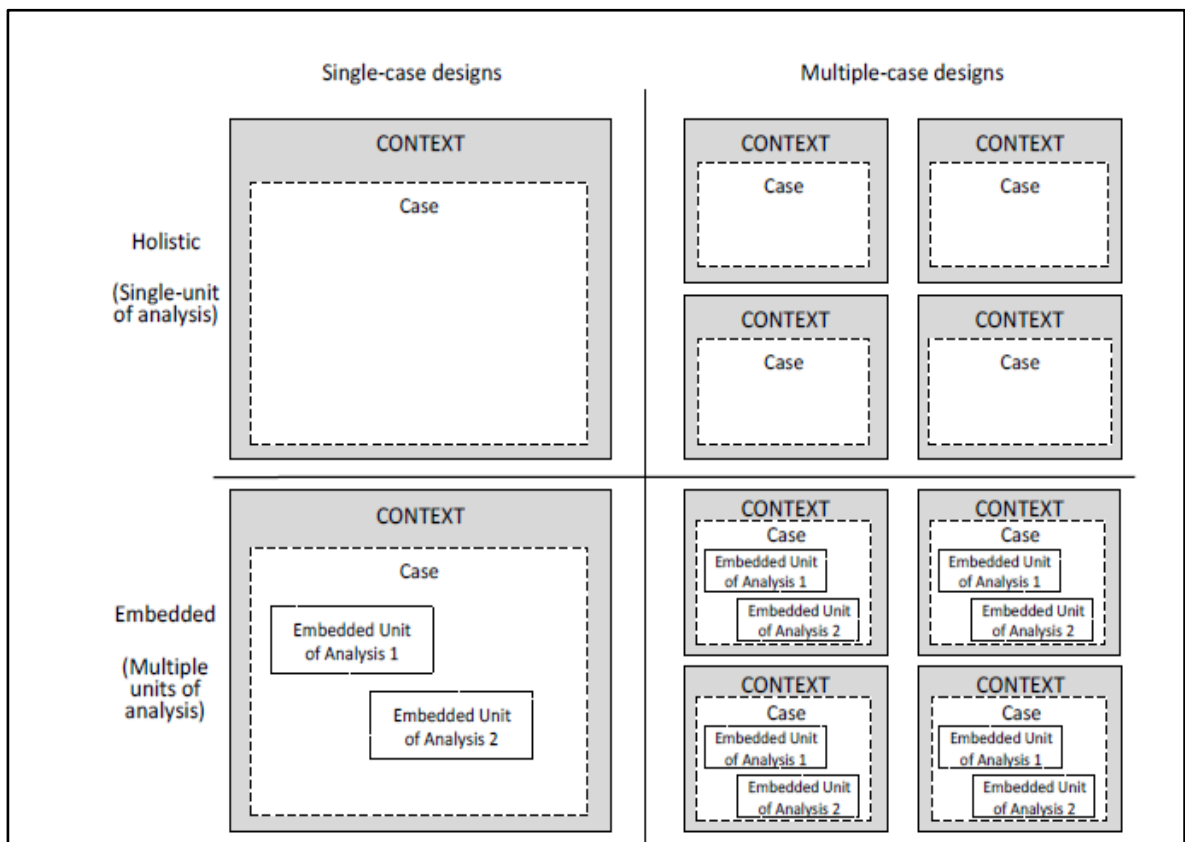 Single-case designs
Multiple-case designs
Holistic
(Single-unit
of analysis)
CONTEXT
Case
CONTEXT
Case
CONTEXT
Case
CONTEXT
Case
CONTEXT
Case
Embedded
(Multiple
units of
analysis)
CONTEXT
Case
Embedded Unit
of Analysis 1
Embedded Unit
of Analysis 2
CONTEXT
Case
Embedded Unit
of Analysis 1
Embedded Unit
of Analysis 2
CONTEXT
Case
Embedded Unit
of Analysis 1
Embedded Unit
of Analysis 2
CONTEXT
Case
Embedded Unit
of Analysis 1
Embedded Unit
of Analysis 2
CONTEXT
Case
Embedded Unit
of Analysis 1
Embedded Unit
of Analysis 2